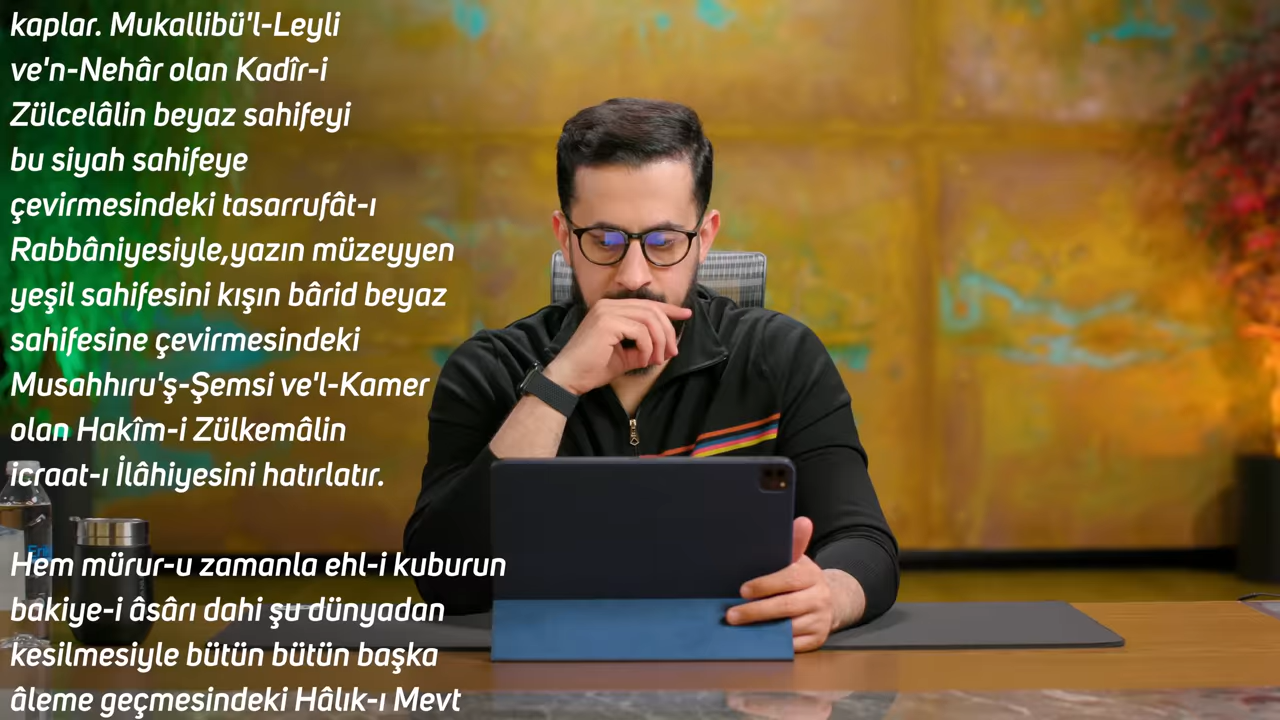 kaplar. Mukallibü'l-Leyli
ve'n-Nehâr olan Kadîr-i
Zülcelâlin beyaz sahifeyi
bu siyah sahifeye
çevirmesindeki tasarrufât-ı
Rabbâniyesiyle,yazın müzeyyen
yeşil sahifesini kışın bârid beyaz
sahifesine çevirmesindeki
Musahhıru'ş-Şemsi ve'l-Kamer
olan Hakîm-i Zülkemâlin
icraat-ı İlâhiyesini hatırlatır.
Hem mürur-u zamanla ehl-i kuburun
bakiye-i âsârı dahi şu dünyadan
kesilmesiyle bütün bütün başka
âleme geçmesindeki Hâlık-ı Mevt